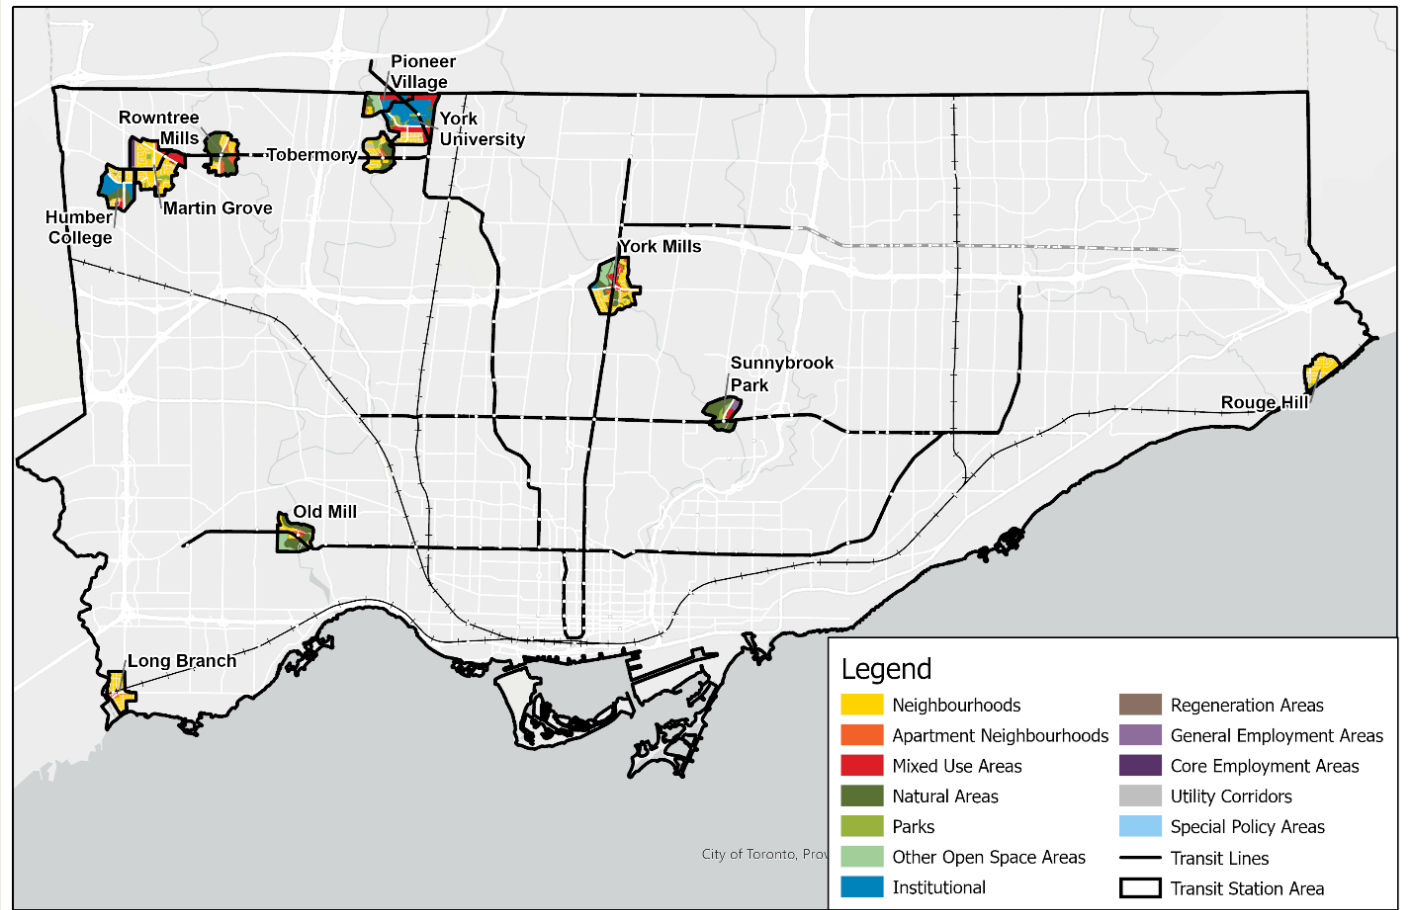 Pioneer
Village
Rowntree
Mills
York
University
Tobermory
Martin Grove
Humber
College
York Mills
Sunnybrook
Park
Rouge Hill
Old Mill
Long Branch
City of Toronto,
Legend
Neighbourhoods
Apartment Neighbourhoods
Mixed Use Areas
Natural Areas
Parks
Other Open Space Areas
Institutional
Regeneration Areas
General Employment Areas
Core Employment Areas
Utility Corridors
Special Policy Areas
Transit Lines
Transit Station Area